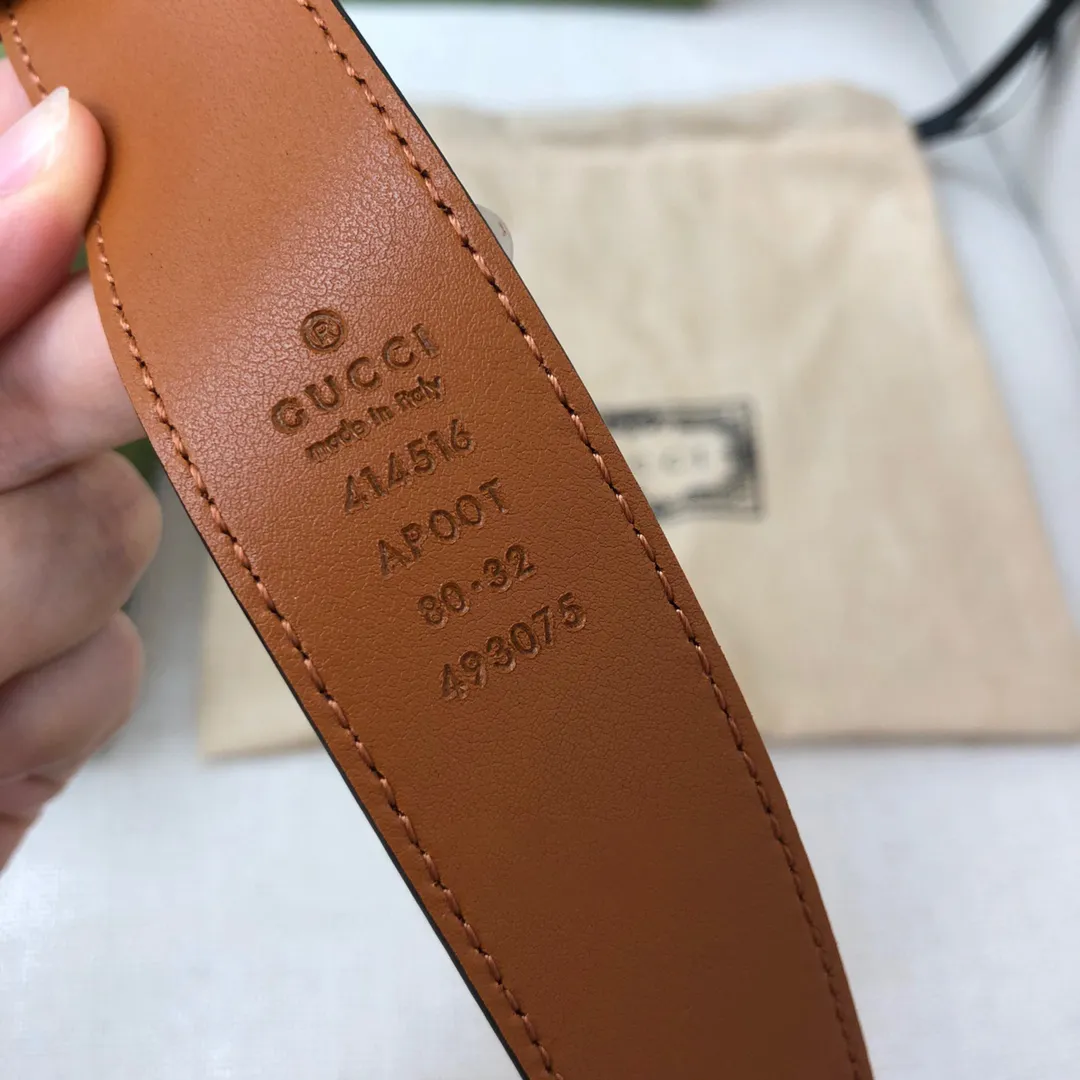 ®
GUCCI
made in Italy
414516
AP00T
80·32
493075